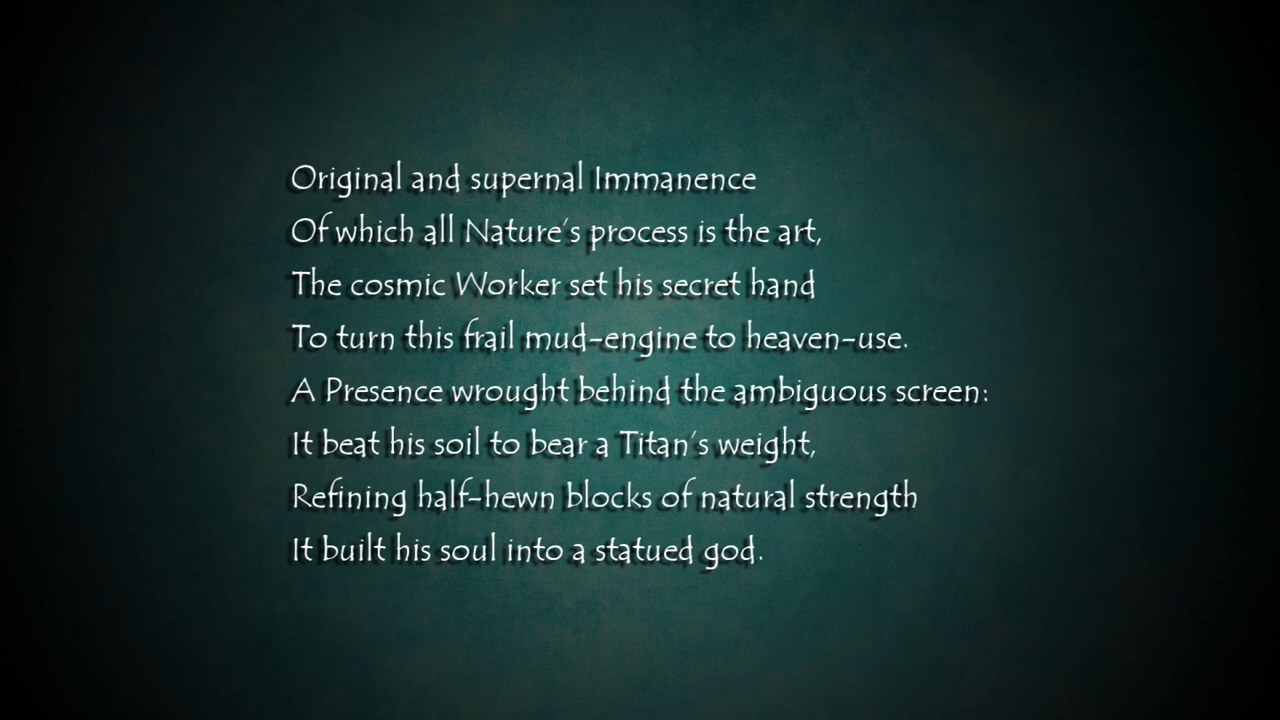 Original and supernal Immanence
Of which all Nature's process is the art,
The cosmic Worker set his secret hand
To turn this frail mud-engine to heaven-use.
A Presence wrought behind the ambiguous screen:
It beat his soil to bear a Titan's weight,
Refining half-hewn blocks of natural strength
It built his soul into a statued god.